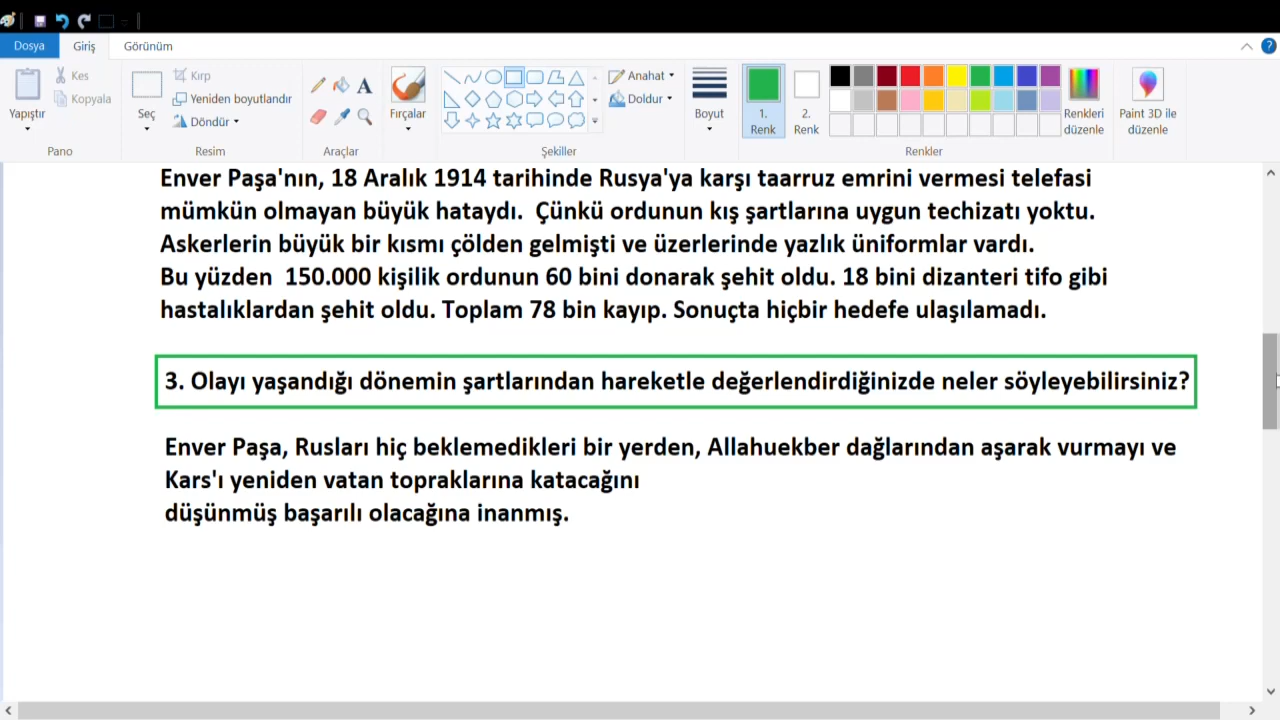 Dosya Giriş Görünüm
Yapıştır
Kes
Kopyala
Pano
Seç
Kırp
Yeniden boyutlandır
Döndür
Resim
Araçlar
Fırçalar
Anahat
Doldur
Şekiller
Boyut
1.
Renk
2.
Renk
Renkleri
düzenle
Renkler
Paint 3D ile
düzenle
Enver Paşa'nın, 18 Aralık 1914 tarihinde Rusya'ya karşı taarruz emrini vermesi telefasi
mümkün olmayan büyük hataydı. Çünkü ordunun kış şartlarına uygun techizatı yoktu.
Askerlerin büyük bir kısmı çölden gelmişti ve üzerlerinde yazlık üniformlar vardı.
Bu yüzden 150.000 kişilik ordunun 60 bini donarak şehit oldu. 18 bini dizanteri tifo gibi
hastalıklardan şehit oldu. Toplam 78 bin kayıp. Sonuçta hiçbir hedefe ulaşılamadı.
3. Olayı yaşandığı dönemin şartlarından hareketle değerlendirdiğinizde neler söyleyebilirsiniz?
Enver Paşa, Rusları hiç beklemedikleri bir yerden, Allahuekber dağlarından aşarak vurmayı ve
Kars'ı yeniden vatan topraklarına katacağını
düşünmüş başarılı olacağına inanmış.